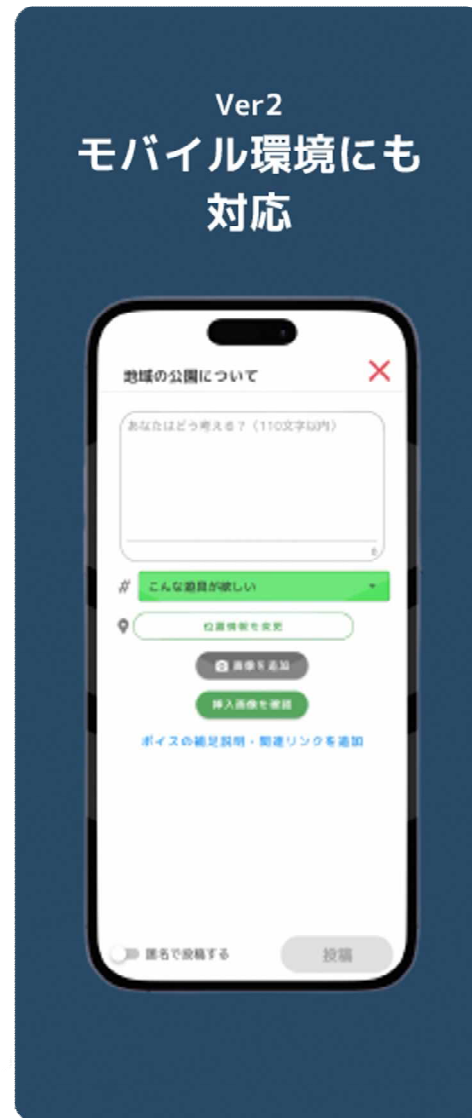 Ver2
モバイル環境にも
対応
地域の公園について
あなたはどう考える？（110文字以内）
0
# こんな遊具が欲しい
位置情報を変更
画像を追加
挿入画像を確認
ボイスの補足説明・関連リンクを追加
匿名で投稿する
投稿